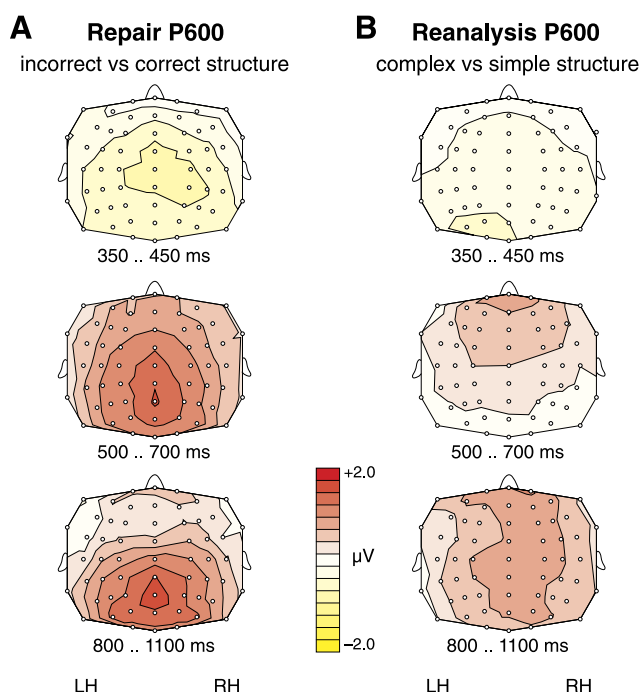 A
Repair P600
incorrect vs correct structure
350 .. 450 ms
500 .. 700 ms
800 .. 1100 ms
LH RH
+2.0
µV
−2.0
B
Reanalysis P600
complex vs simple structure
350 .. 450 ms
500 .. 700 ms
800 .. 1100 ms
LH RH